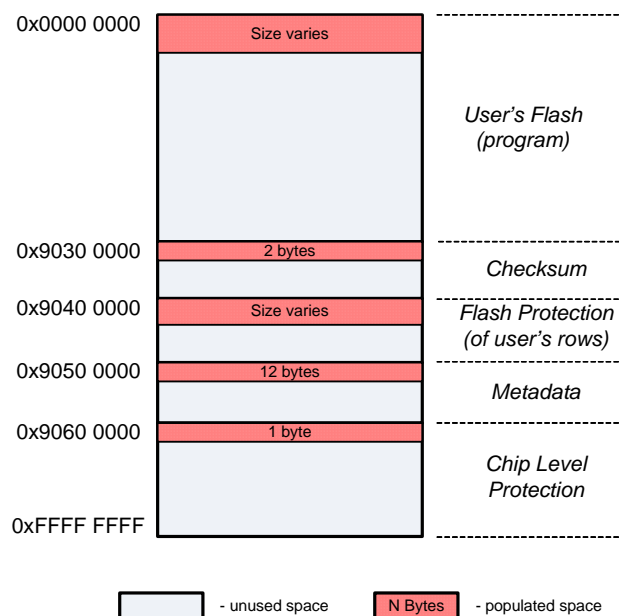 0x0000 0000
Size varies
User's Flash
(program)
0x9030 0000
2 bytes
Checksum
0x9040 0000
Size varies
Flash Protection
(of user's rows)
0x9050 0000
12 bytes
Metadata
0x9060 0000
1 byte
Chip Level
Protection
0xFFFF FFFF
- unused space
N Bytes
- populated space